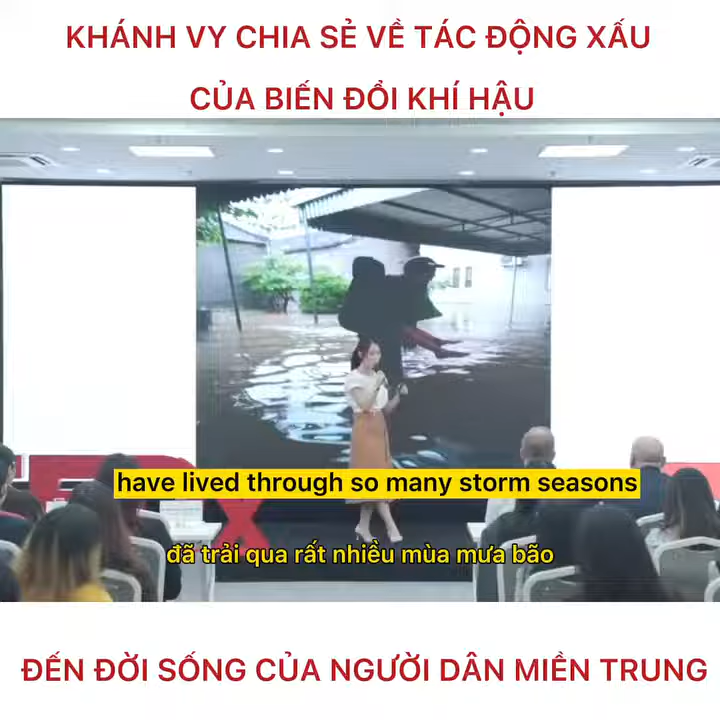 KHÁNH VY CHIA SẺ VỀ TÁC ĐỘNG XẤU
CỦA BIẾN ĐỔI KHÍ HẬU
have lived through so many storm seasons
đã trải qua rất nhiều mùa mưa bão
ĐẾN ĐỜI SỐNG CỦA NGƯỜI DÂN MIỀN TRUNG